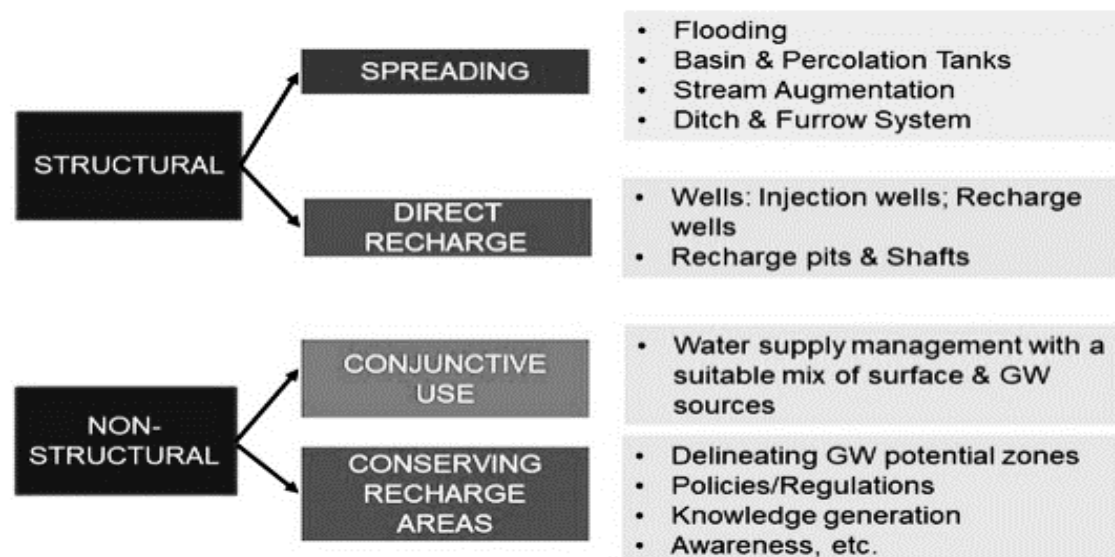 STRUCTURAL
SPREADING
• Flooding
• Basin & Percolation Tanks
• Stream Augmentation
• Ditch & Furrow System
DIRECT
RECHARGE
• Wells: Injection wells; Recharge
wells
• Recharge pits & Shafts
NON-
STRUCTURAL
CONJUNCTIVE
USE
• Water supply management with a
suitable mix of surface & GW
sources
CONSERVING
RECHARGE
AREAS
• Delineating GW potential zones
• Policies/Regulations
• Knowledge generation
• Awareness, etc.